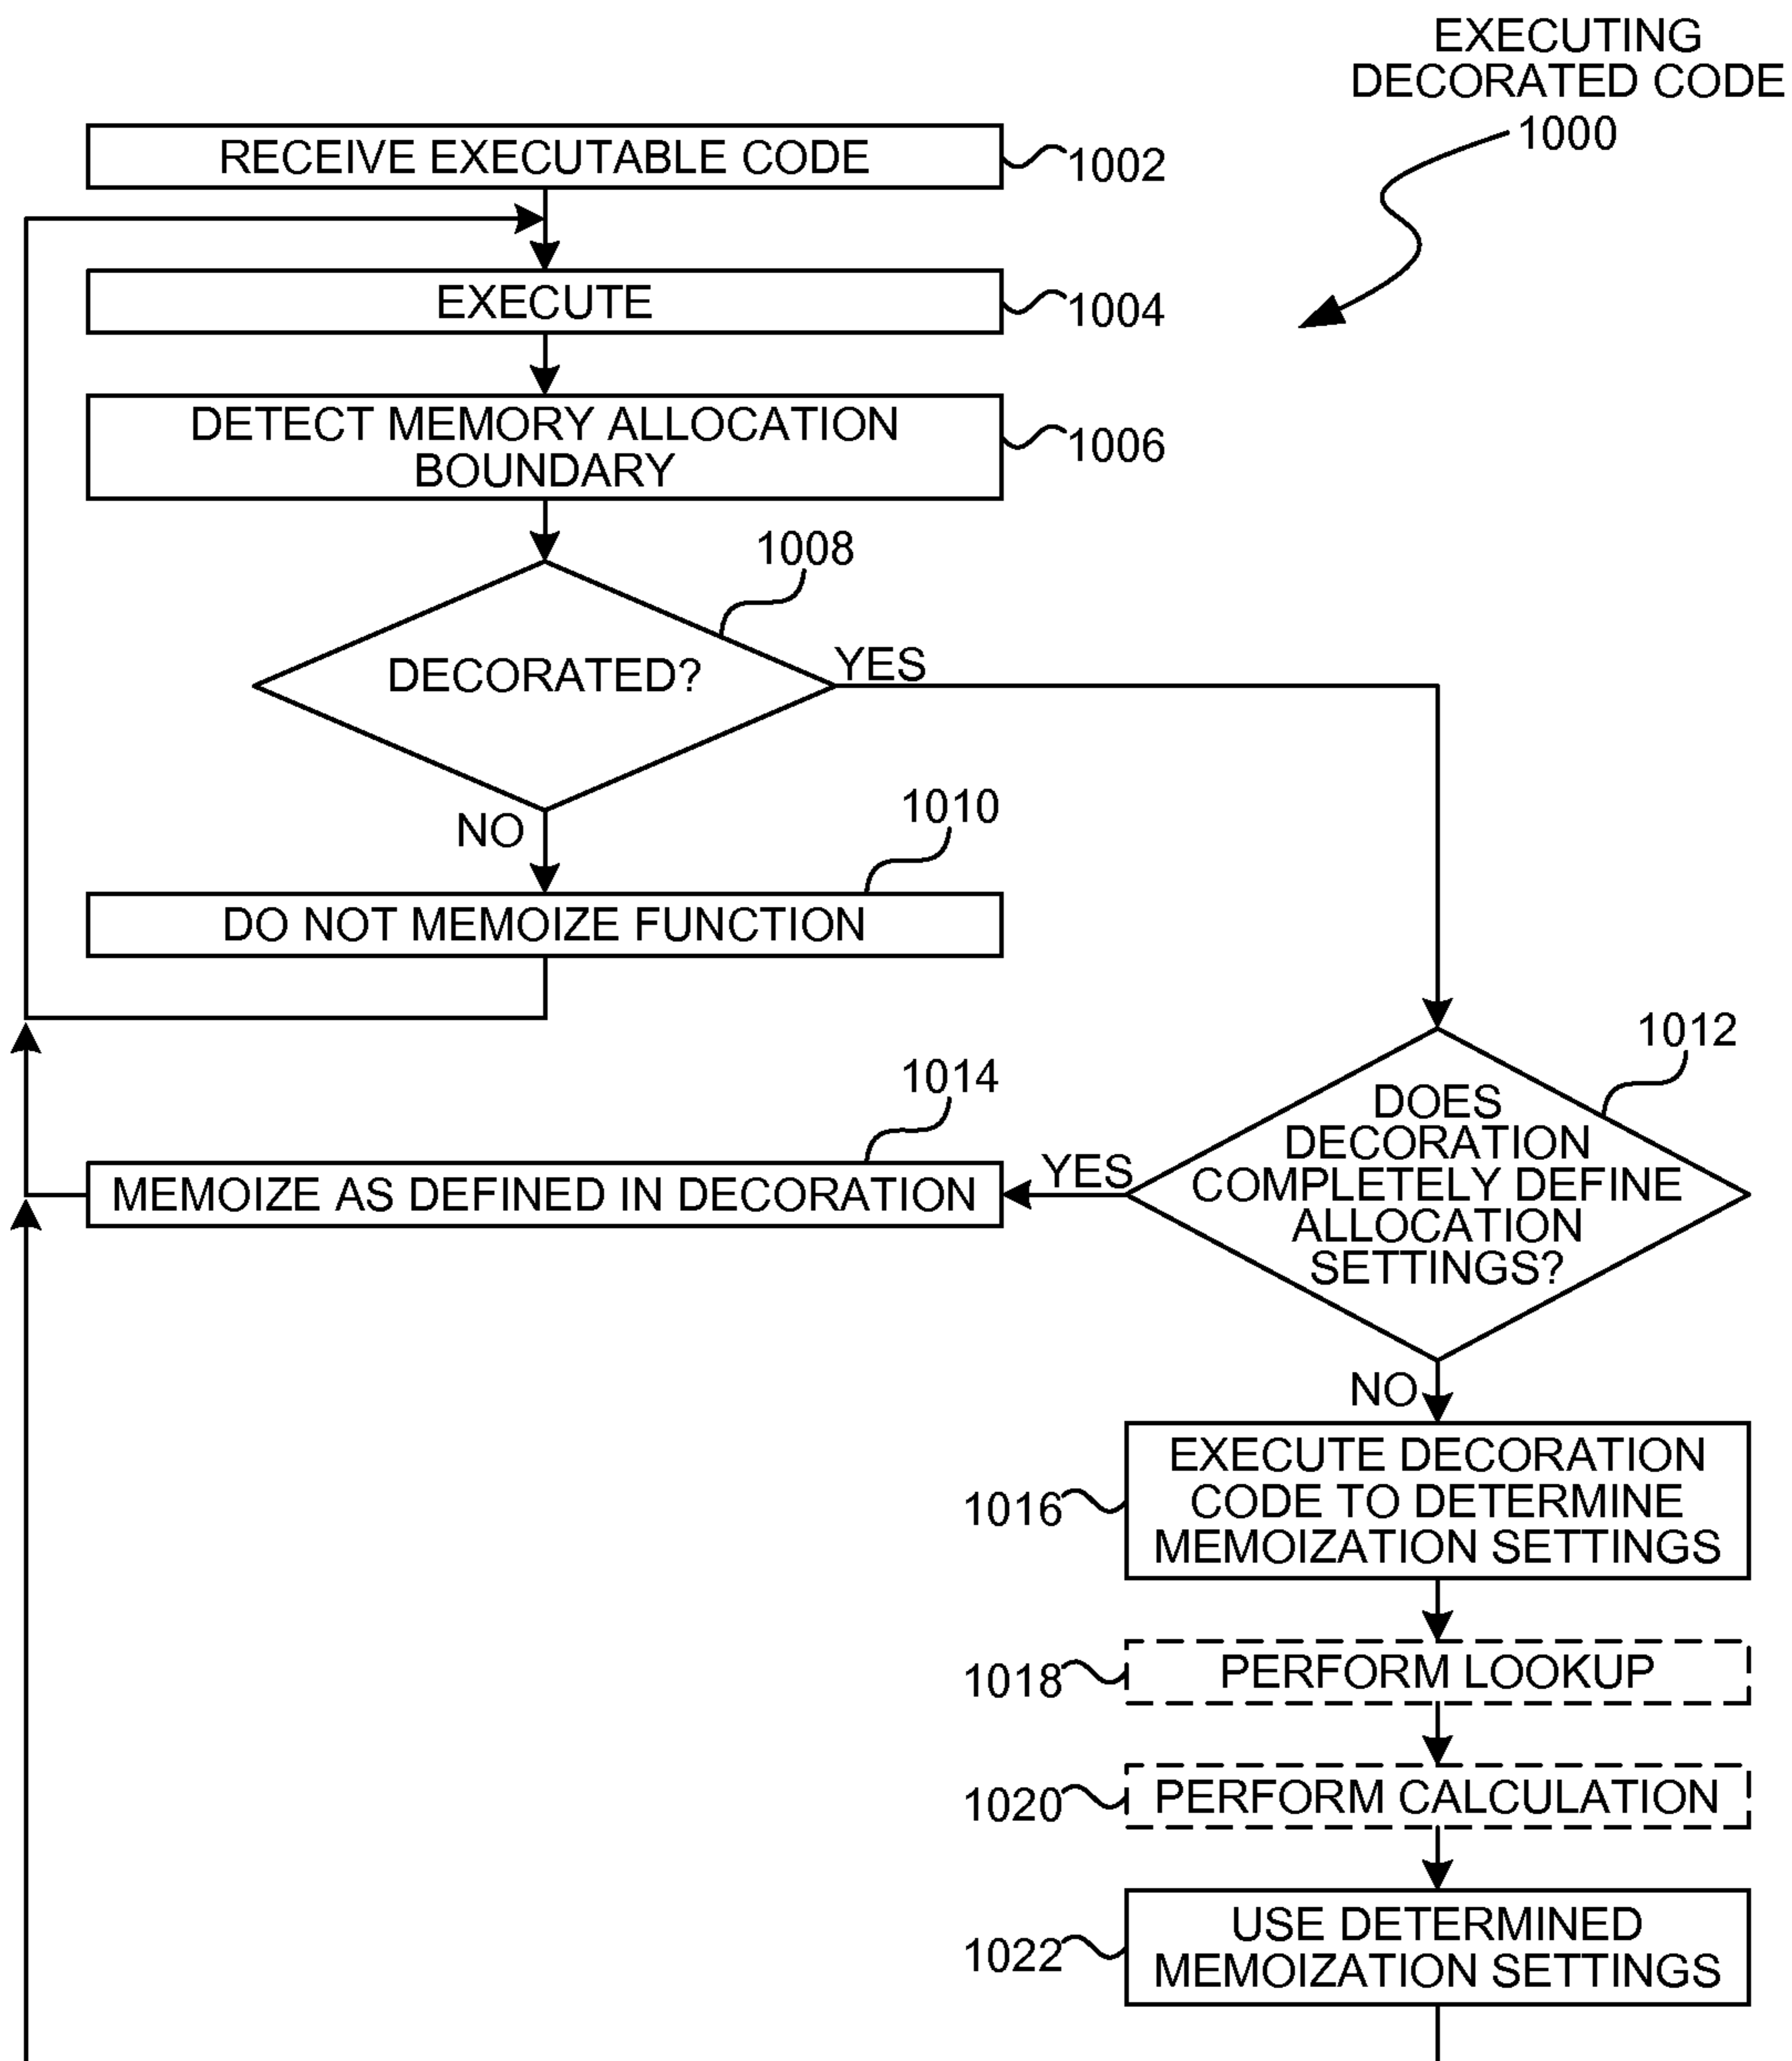 EXECUTING
DECORATED CODE
1000
RECEIVE EXECUTABLE CODE
1002
EXECUTE
1004
DETECT MEMORY ALLOCATION
BOUNDARY
1006
1008
DECORATED?
YES
NO
1010
DO NOT MEMOIZE FUNCTION
1012
DOES
DECORATION
COMPLETELY DEFINE
ALLOCATION
SETTINGS?
YES
1014
MEMOIZE AS DEFINED IN DECORATION
NO
EXECUTE DECORATION
CODE TO DETERMINE
MEMOIZATION SETTINGS
1016
PERFORM LOOKUP
1018
PERFORM CALCULATION
1020
USE DETERMINED
MEMOIZATION SETTINGS
1022